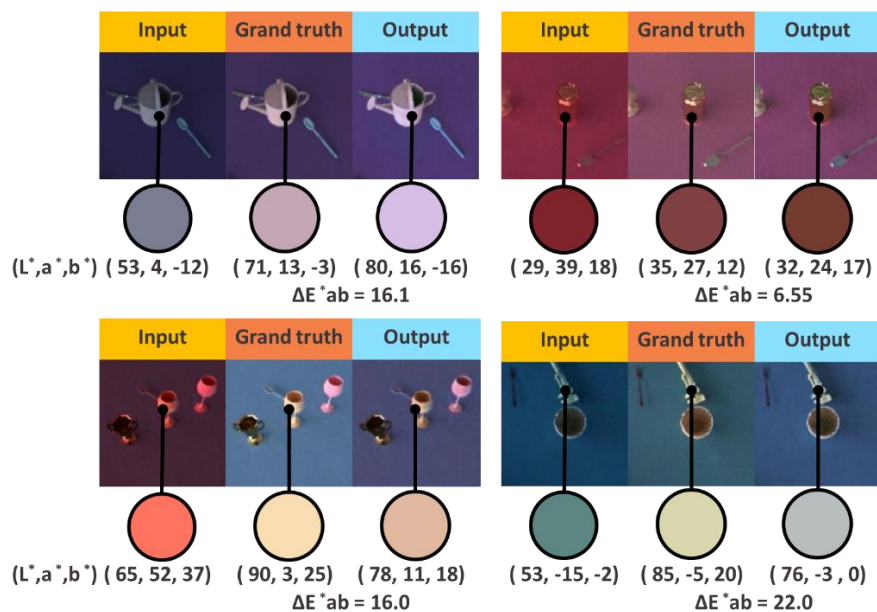 Input Grand truth Output
Input Grand truth Output
(L*,a*,b*) ( 53, 4, -12) ( 71, 13, -3) ( 80, 16, -16)
ΔE*ab = 16.1
( 29, 39, 18) ( 35, 27, 12) ( 32, 24, 17)
ΔE*ab = 6.55
Input Grand truth Output
Input Grand truth Output
(L*,a*,b*) ( 65, 52, 37) ( 90, 3, 25) ( 78, 11, 18)
ΔE*ab = 16.0
( 53, -15, -2) ( 85, -5, 20) ( 76, -3 , 0)
ΔE*ab = 22.0